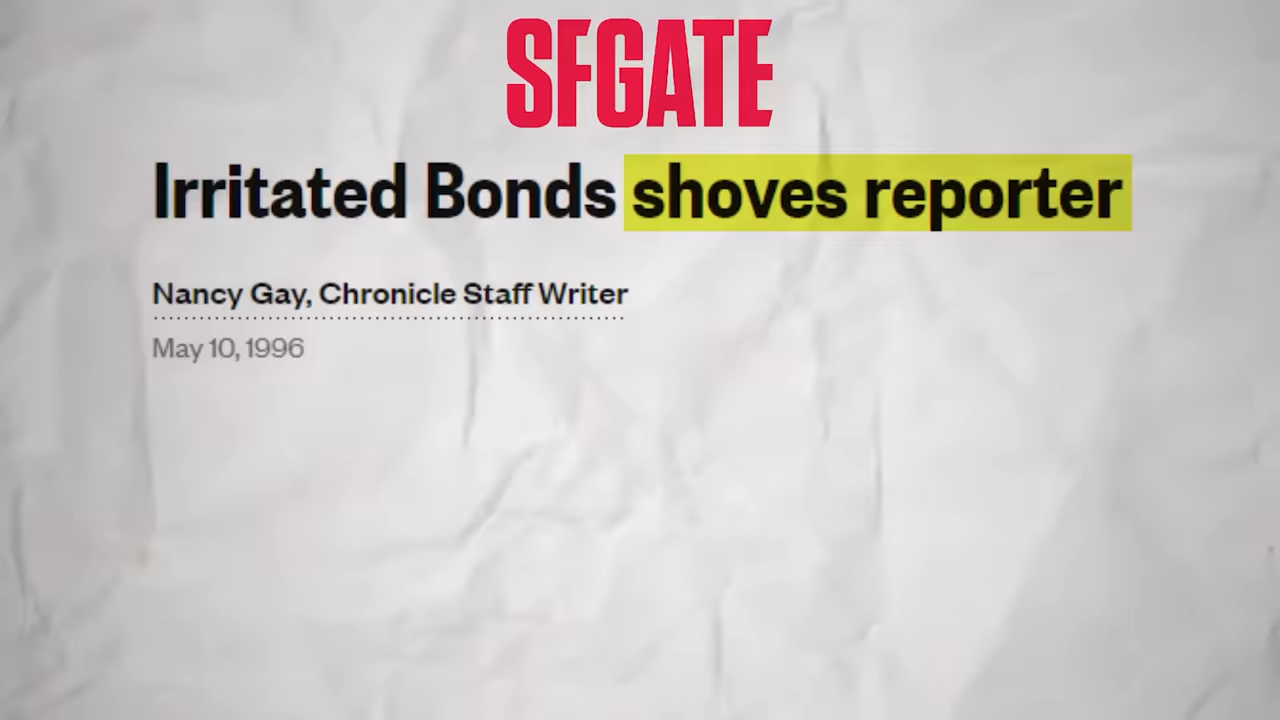 SFGATE
Irritated Bonds shoves reporter
Nancy Gay, Chronicle Staff Writer
May 10, 1996